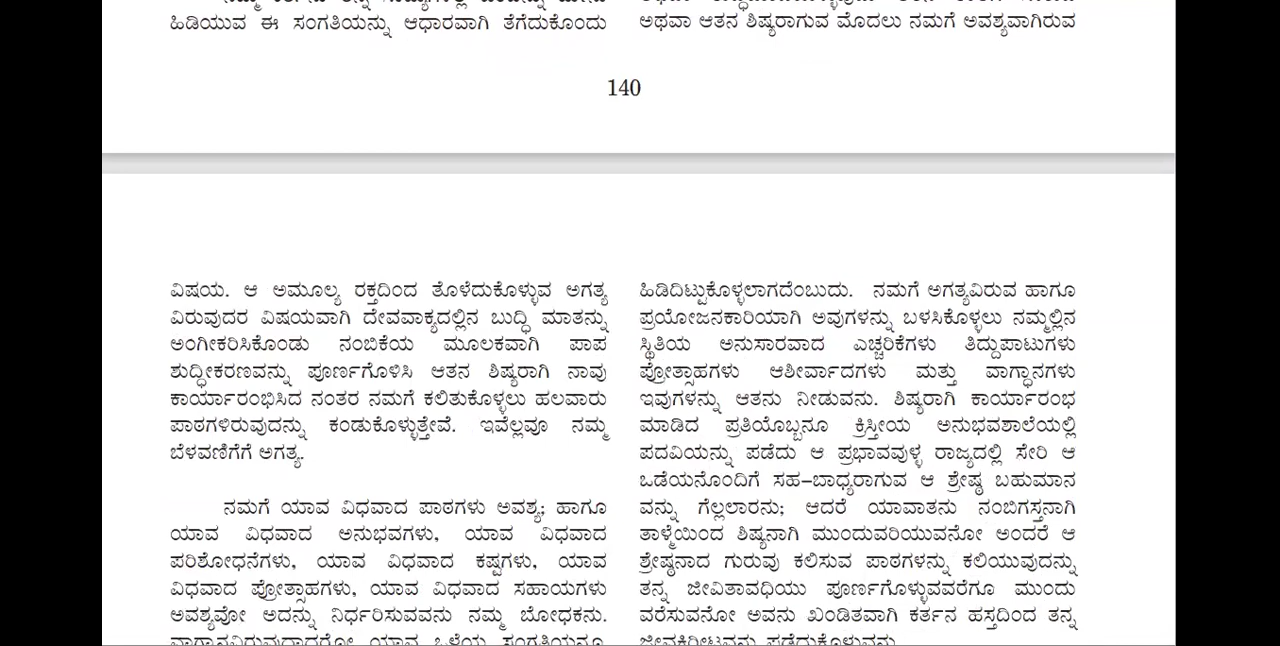 ಹಿಡಿಯುವ ಈ ಸಂಗತಿಯನ್ನು ಆಧಾರವಾಗಿ ತೆಗೆದುಕೊಂಡು
ಅಥವಾ ಆತನ ಶಿಷ್ಯರಾಗುವ ಮೊದಲು ನಮಗೆ ಅವಶ್ಯವಾಗಿರುವ
140
ವಿಷಯ. ಆ ಅಮೂಲ್ಯ ರಕ್ತದಿಂದ ತೊಳೆದುಕೊಳ್ಳುವ ಅಗತ್ಯ
ವಿರುವುದರ ವಿಷಯವಾಗಿ ದೇವವಾಕ್ಯದಲ್ಲಿನ ಬುದ್ಧಿ ಮಾತನ್ನು
ಅಂಗೀಕರಿಸಿಕೊಂಡು ನಂಬಿಕೆಯ ಮೂಲಕವಾಗಿ ಪಾಪ
ಶುದ್ಧೀಕರಣವನ್ನು ಪೂರ್ಣಗೊಳಿಸಿ ಆತನ ಶಿಷ್ಯರಾಗಿ ನಾವು
ಕಾರ್ಯಾರಂಭಿಸಿದ ನಂತರ ನಮಗೆ ಕಲಿತುಕೊಳ್ಳಲು ಹಲವಾರು
ಪಾಠಗಳಿರುವುದನ್ನು ಕಂಡುಕೊಳ್ಳುತ್ತೇವೆ. ಇವೆಲ್ಲವೂ ನಮ್ಮ
ಬೆಳವಣಿಗೆಗೆ ಅಗತ್ಯ.
ನಮಗೆ ಯಾವ ವಿಧವಾದ ಪಾಠಗಳು ಅವಶ್ಯ; ಹಾಗೂ
ಯಾವ ವಿಧವಾದ ಅನುಭವಗಳು, ಯಾವ ವಿಧವಾದ
ಪರಿಶೋಧನೆಗಳು, ಯಾವ ವಿಧವಾದ ಕಷ್ಟಗಳು, ಯಾವ
ವಿಧವಾದ ಪ್ರೋತ್ಸಾಹಗಳು, ಯಾವ ವಿಧವಾದ ಸಹಾಯಗಳು
ಅವಶ್ಯವೋ ಅದನ್ನು ನಿರ್ಧರಿಸುವವನು ನಮ್ಮ ಬೋಧಕನು.
ಹಿಡಿದಿಟ್ಟುಕೊಳ್ಳಲಾಗದೆಂಬುದು. ನಮಗೆ ಅಗತ್ಯವಿರುವ ಹಾಗೂ
ಪ್ರಯೋಜನಕಾರಿಯಾಗಿ ಅವುಗಳನ್ನು ಬಳಸಿಕೊಳ್ಳಲು ನಮ್ಮಲ್ಲಿನ
ಸ್ಥಿತಿಯ ಅನುಸಾರವಾದ ಎಚ್ಚರಿಕೆಗಳು ತಿದ್ದುಪಾಟುಗಳು
ಪ್ರೋತ್ಸಾಹಗಳು ಆಶೀರ್ವಾದಗಳು ಮತ್ತು ವಾಗ್ಧಾನಗಳು
ಇವುಗಳನ್ನು ಆತನು ನೀಡುವನು. ಶಿಷ್ಯರಾಗಿ ಕಾರ್ಯಾರಂಭ
ಮಾಡಿದ ಪ್ರತಿಯೊಬ್ಬನೂ ಕ್ರಿಸ್ತೀಯ ಅನುಭವಶಾಲೆಯಲ್ಲಿ
ಪದವಿಯನ್ನು ಪಡೆದು ಆ ಪ್ರಭಾವವುಳ್ಳ ರಾಜ್ಯದಲ್ಲಿ ಸೇರಿ ಆ
ಒಡೆಯನೊಂದಿಗೆ ಸಹ-ಬಾಧ್ಯರಾಗುವ ಆ ಶ್ರೇಷ್ಠ ಬಹುಮಾನ
ವನ್ನು ಗೆಲ್ಲಲಾರನು; ಆದರೆ ಯಾವಾತನು ನಂಬಿಗಸ್ತನಾಗಿ
ತಾಳ್ಮೆಯಿಂದ ಶಿಷ್ಯನಾಗಿ ಮುಂದುವರಿಯುವನೋ ಅಂದರೆ ಆ
ಶ್ರೇಷ್ಠನಾದ ಗುರುವು ಕಲಿಸುವ ಪಾಠಗಳನ್ನು ಕಲಿಯುವುದನ್ನು
ತನ್ನ ಜೀವಿತಾವಧಿಯು ಪೂರ್ಣಗೊಳ್ಳುವವರೆಗೂ ಮುಂದು
ವರೆಸುವನೋ ಅವನು ಖಂಡಿತವಾಗಿ ಕರ್ತನ ಹಸ್ತದಿಂದ ತನ್ನ